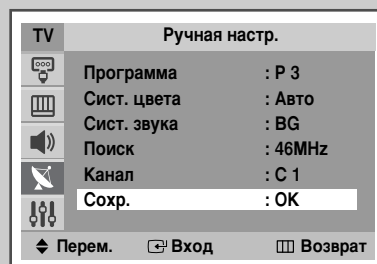 TV Ручная настр.
Программа : P 3
Сист. цвета : Авто
Сист. звука : BG
Поиск : 46MHz
Канал : C 1
Сохр. : OK
Перем. Вход Возврат